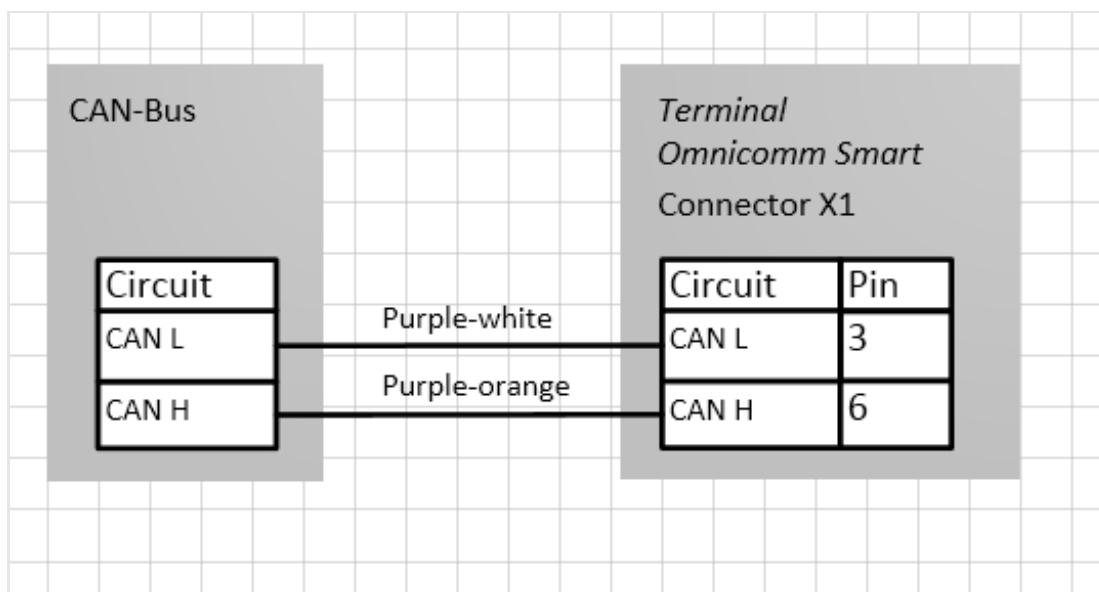 CAN-Bus
Circuit
CAN L
CAN H
Purple-white
Purple-orange
Terminal
Omnicomm Smart
Connector X1
Circuit Pin
CAN L 3
CAN H 6